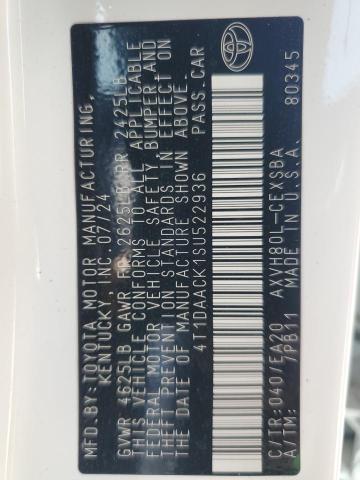 MFD.BY:TOYOTA MOTOR MANUFACTURING,
KENTUCKY, INC. 07/24
GVWR 4625LB GAWR FR 2625LB RR 2425LB
THIS VEHICLE CONFORMS TO ALL APPLICABLE
FEDERAL MOTOR VEHICLE SAFETY, BUMPER AND
THEFT PREVENTION STANDARDS IN EFFECT ON
THE DATE OF MANUFACTURE SHOWN ABOVE.
4T1DAACK1SU522936 PASS.CAR
C/TR:040/EA20 AXVH80L-CEXSBA
A/TM: 7PB11 MADE IN U.S.A. 80345